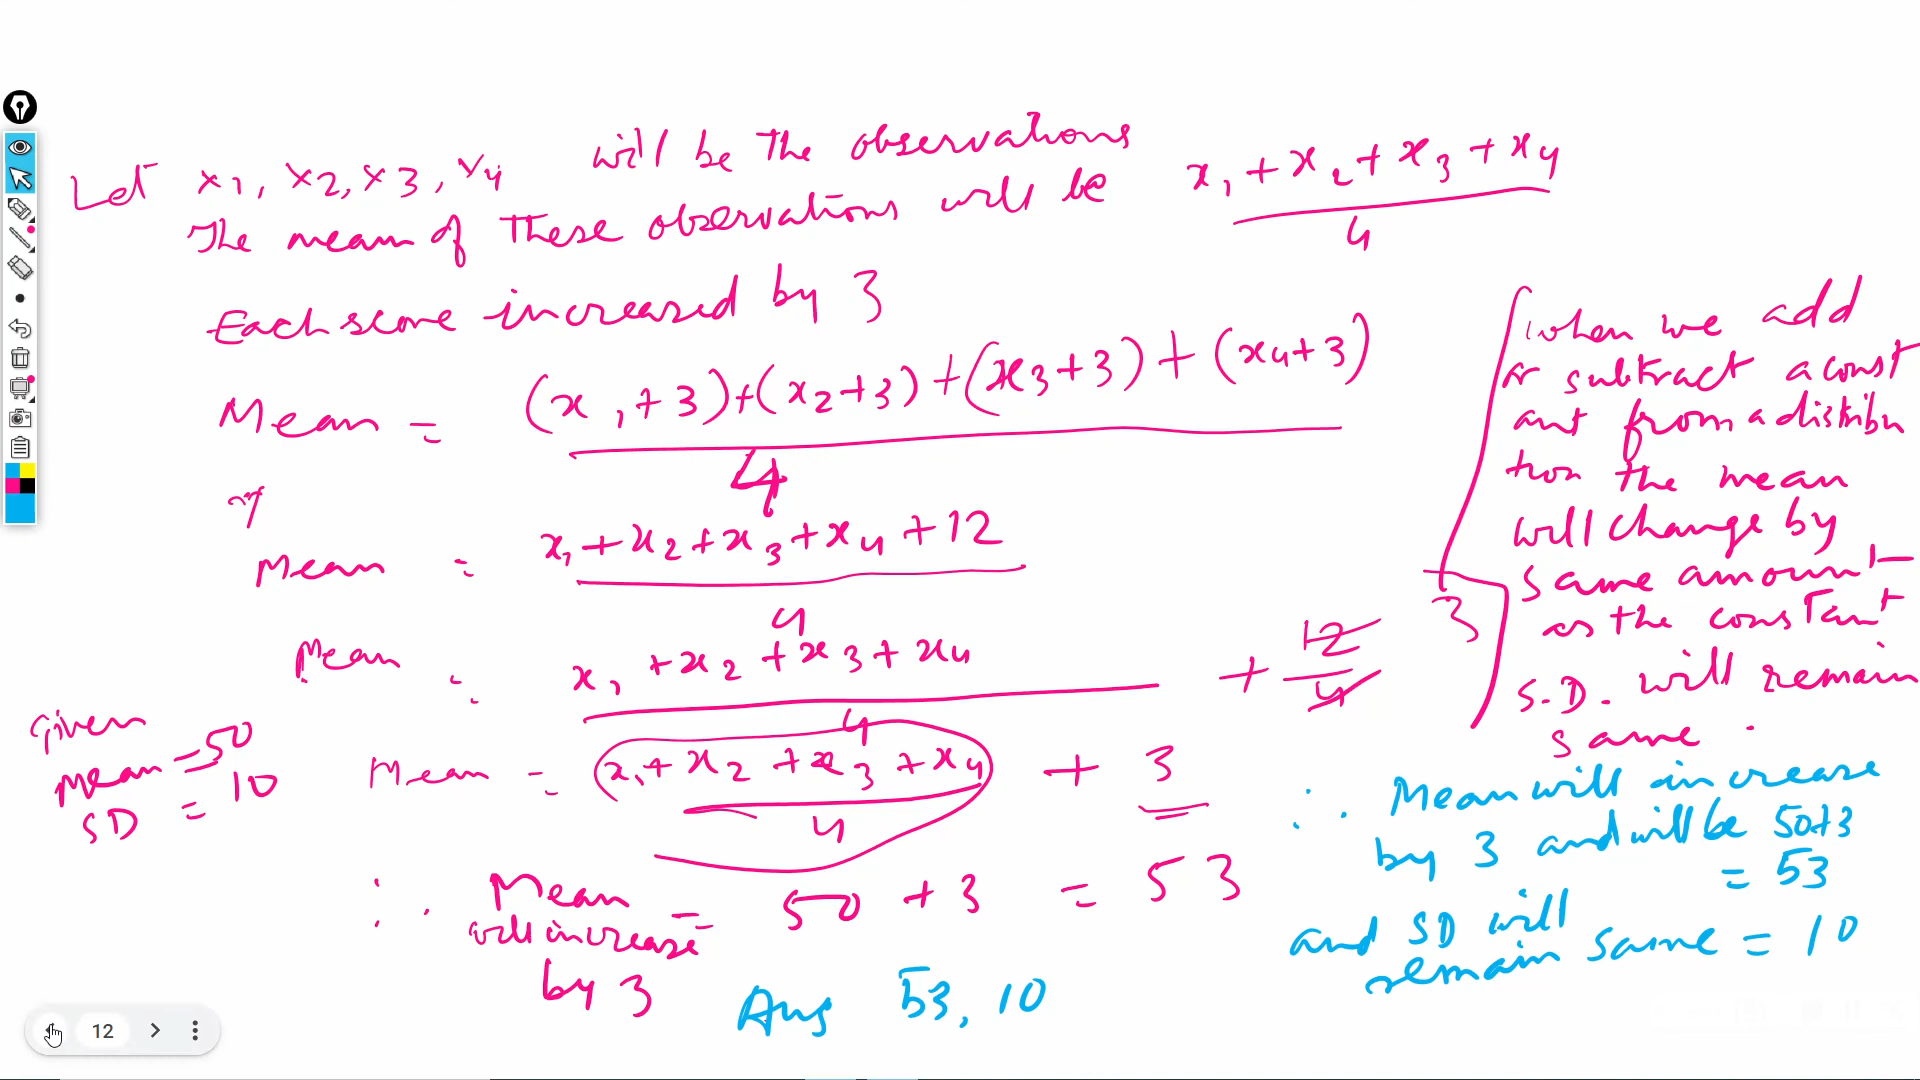 Let x1, x2, x3, x4 will be the observations
The mean of these observations will be x1 + x2 + x3 + x4 / 4
Each score increased by 3
Mean = (x1 + 3) + (x2 + 3) + (x3 + 3) + (x4 + 3) / 4
Mean = x1 + x2 + x3 + x4 + 12 / 4
Mean = x1 + x2 + x3 + x4 / 4 + 12 / 4 3
Mean = (x1 + x2 + x3 + x4) / 4 + 3
∴ Mean will increase by 3 = 50 + 3 = 53
Given
Mean = 50
SD = 10
when we add
or subtract a const
ant from a distribu
tion the mean
will change by
same amount
as the constant
S.D. will remain
same.
∴ Mean will increase
by 3 and will be 50+3
= 53
and SD will
remain same = 10
Ans 53, 10
12